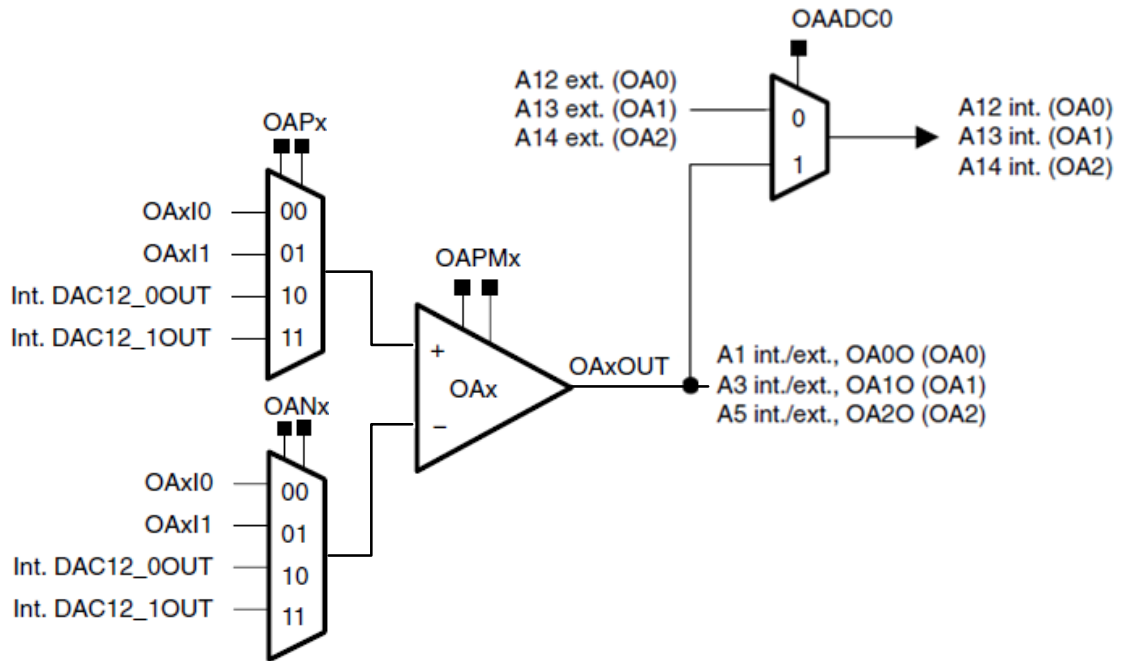 OAADC0
A12 ext. (OA0)
A13 ext. (OA1)
A14 ext. (OA2)
0
1
A12 int. (OA0)
A13 int. (OA1)
A14 int. (OA2)
OAPx
OAxI0
00
OAxI1
01
Int. DAC12_0OUT
10
Int. DAC12_1OUT
11
OAPMx
+
OAx
−
OAxOUT
A1 int./ext., OA0O (OA0)
A3 int./ext., OA1O (OA1)
A5 int./ext., OA2O (OA2)
OANx
OAxI0
00
OAxI1
01
Int. DAC12_0OUT
10
Int. DAC12_1OUT
11